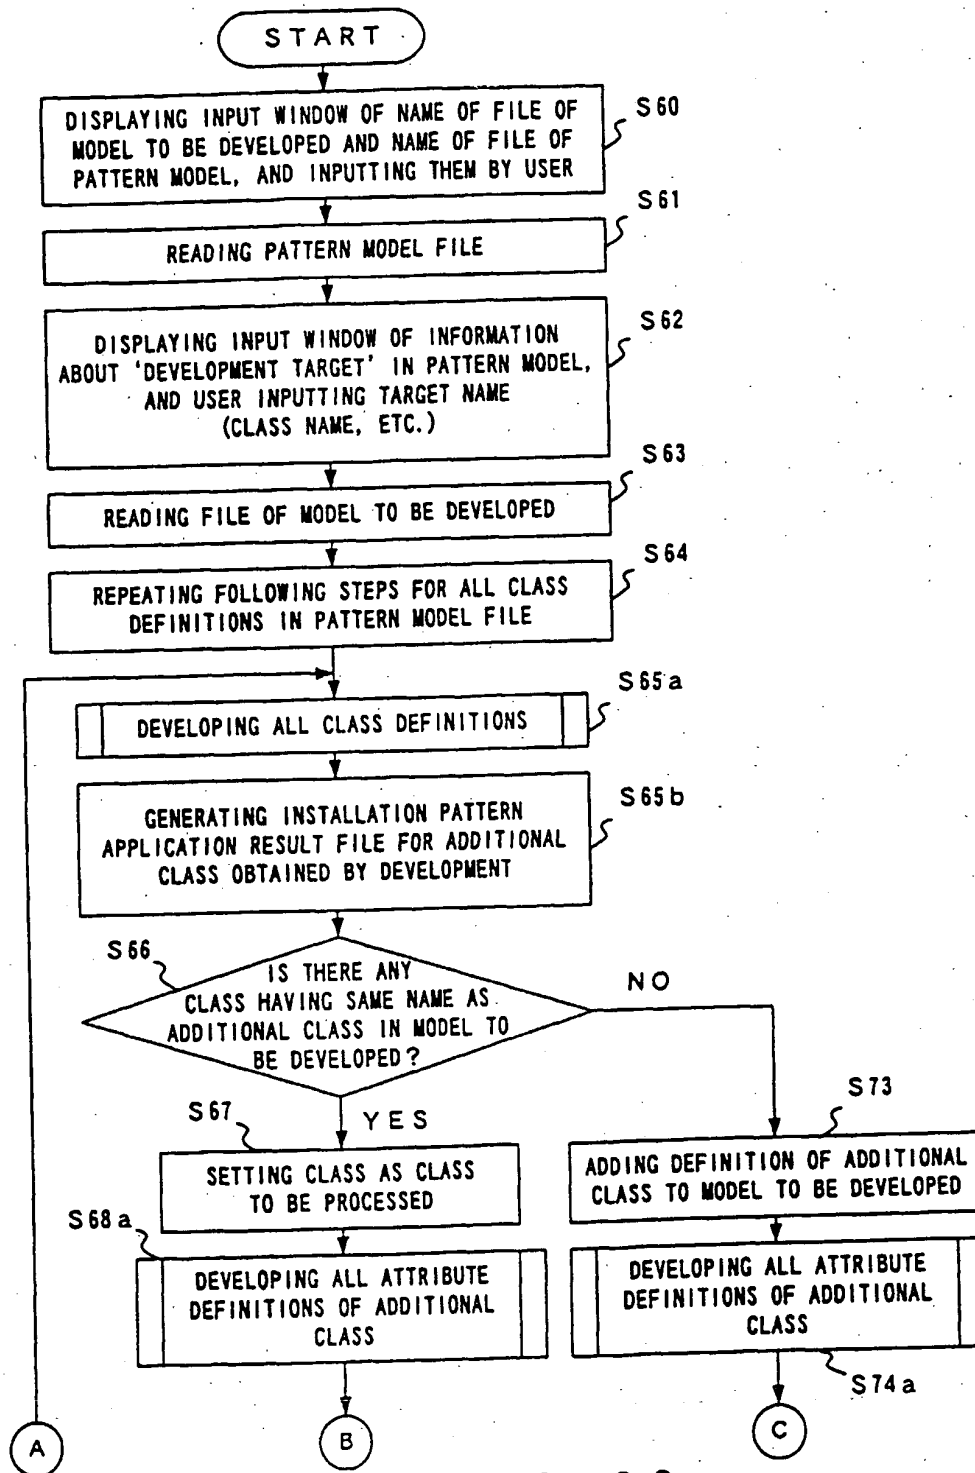 START
S60
DISPLAYING INPUT WINDOW OF NAME OF FILE OF
MODEL TO BE DEVELOPED AND NAME OF FILE OF
PATTERN MODEL, AND INPUTTING THEM BY USER
S61
READING PATTERN MODEL FILE
S62
DISPLAYING INPUT WINDOW OF INFORMATION
ABOUT 'DEVELOPMENT TARGET' IN PATTERN MODEL,
AND USER INPUTTING TARGET NAME
(CLASS NAME, ETC.)
S63
READING FILE OF MODEL TO BE DEVELOPED
S64
REPEATING FOLLOWING STEPS FOR ALL CLASS
DEFINITIONS IN PATTERN MODEL FILE
S65a
DEVELOPING ALL CLASS DEFINITIONS
S65b
GENERATING INSTALLATION PATTERN
APPLICATION RESULT FILE FOR ADDITIONAL
CLASS OBTAINED BY DEVELOPMENT
S66
IS THERE ANY
CLASS HAVING SAME NAME AS
ADDITIONAL CLASS IN MODEL TO
BE DEVELOPED?
NO
YES
S67
SETTING CLASS AS CLASS
TO BE PROCESSED
S73
ADDING DEFINITION OF ADDITIONAL
CLASS TO MODEL TO BE DEVELOPED
S68a
DEVELOPING ALL ATTRIBUTE
DEFINITIONS OF ADDITIONAL
CLASS
DEVELOPING ALL ATTRIBUTE
DEFINITIONS OF ADDITIONAL
CLASS
S74a
A
B
C